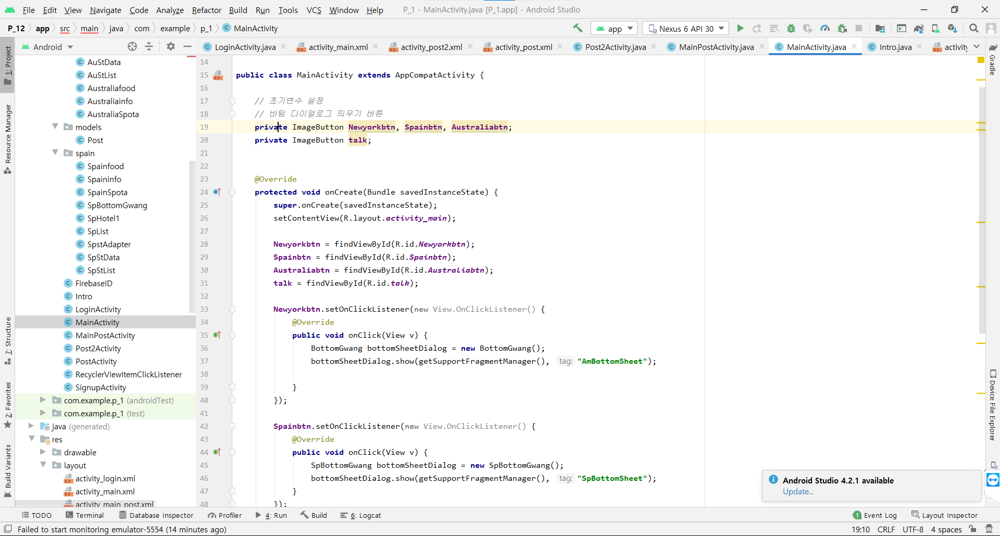 File Edit View Navigate Code Analyze Refactor Build Run Tools VCS Window Help P_1 - MainActivity.java [P_1.app] - Android Studio
P_12 app src main java com example p_1 MainActivity app Nexus 6 API 30
Android LoginActivity.java activity_main.xml activity_post2.xml activity_post.xml Post2Activity.java MainPostActivity.java MainActivity.java Intro.java activity
1: Project
Resource Manager
7: Structure
2: Favorites
Build Variants
AuStData
AuStList
Australiafood
Australiainfo
AustraliaSpota
models
Post
spain
Spainfood
Spaininfo
SpainSpota
SpBottomGwang
SpHotel1
SpList
SpstAdapter
SpStData
SpStList
FirebaseID
Intro
LoginActivity
MainActivity
MainPostActivity
Post2Activity
PostActivity
RecyclerViewItemClickListener
SignupActivity
com.example.p_1 (androidTest)
com.example.p_1 (test)
java (generated)
res
drawable
layout
activity_login.xml
activity_main.xml
activity_main_post.xml
14
15 public class MainActivity extends AppCompatActivity {
16
17 // 초기변수 설정
18 // 바텀 다이얼로그 띄우기 버튼
19 private ImageButton Newyorkbtn, Spainbtn, Australiabtn;
20 private ImageButton talk;
21
22
23 @Override
24 protected void onCreate(Bundle savedInstanceState) {
25 super.onCreate(savedInstanceState);
26 setContentView(R.layout.activity_main);
27
28 Newyorkbtn = findViewById(R.id.Newyorkbtn);
29 Spainbtn = findViewById(R.id.Spainbtn);
30 Australiabtn = findViewById(R.id.Australiabtn);
31 talk = findViewById(R.id.talk);
32
33 Newyorkbtn.setOnClickListener(new View.OnClickListener() {
34 @Override
35 public void onClick(View v) {
36 BottomGwang bottomSheetDialog = new BottomGwang();
37 bottomSheetDialog.show(getSupportFragmentManager(), tag: "AmBottomSheet");
38
39 }
40 });
41
42 Spainbtn.setOnClickListener(new View.OnClickListener() {
43 @Override
44 public void onClick(View v) {
45 SpBottomGwang bottomSheetDialog = new SpBottomGwang();
46 bottomSheetDialog.show(getSupportFragmentManager(), tag: "SpBottomSheet");
47 }
48 });
Gradle
Device File Explorer
Android Studio 4.2.1 available
Update...
TODO Terminal Database Inspector Profiler 4: Run Build 6: Logcat 1 Event Log Layout Inspector
Failed to start monitoring emulator-5554 (14 minutes ago) 19:10 CRLF UTF-8 4 spaces